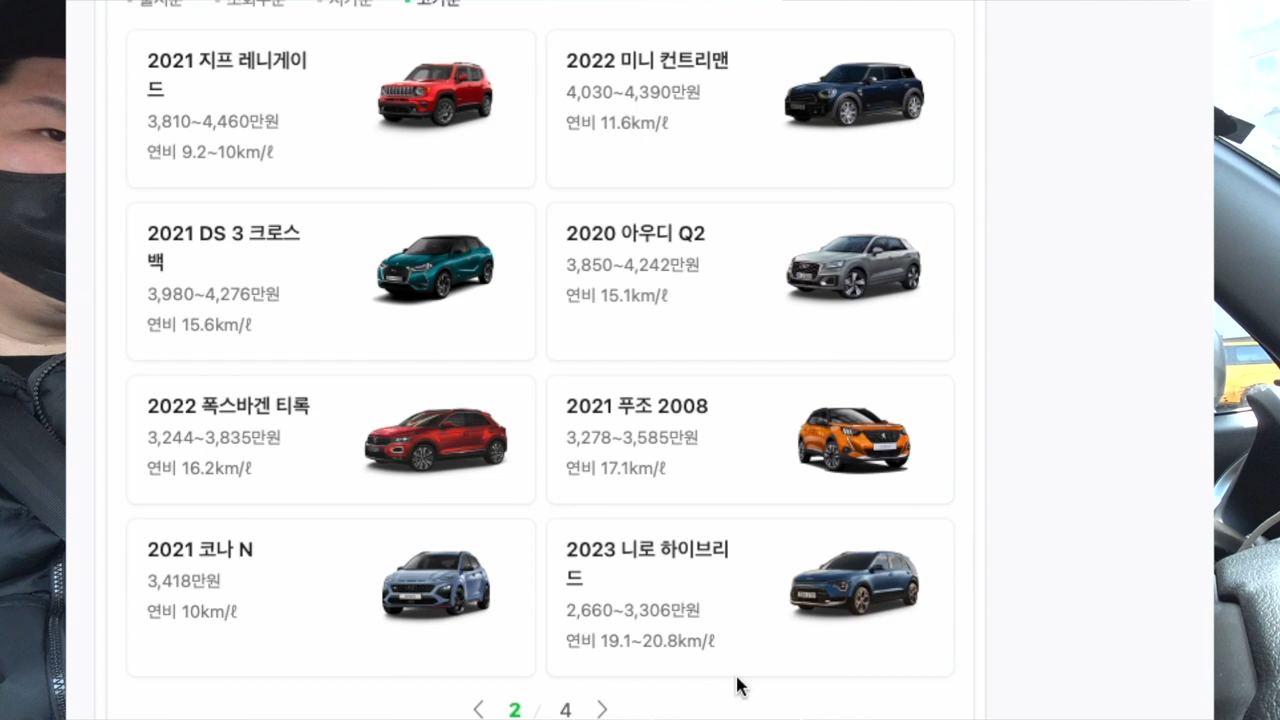 2021 지프 레니게이
드
3,810~4,460만원
연비 9.2~10km/ℓ
2022 미니 컨트리맨
4,030~4,390만원
연비 11.6km/ℓ
2021 DS 3 크로스
백
3,980~4,276만원
연비 15.6km/ℓ
2020 아우디 Q2
3,850~4,242만원
연비 15.1km/ℓ
2022 폭스바겐 티록
3,244~3,835만원
연비 16.2km/ℓ
2021 푸조 2008
3,278~3,585만원
연비 17.1km/ℓ
2021 코나 N
3,418만원
연비 10km/ℓ
2023 니로 하이브리
드
2,660~3,306만원
연비 19.1~20.8km/ℓ
2 / 4